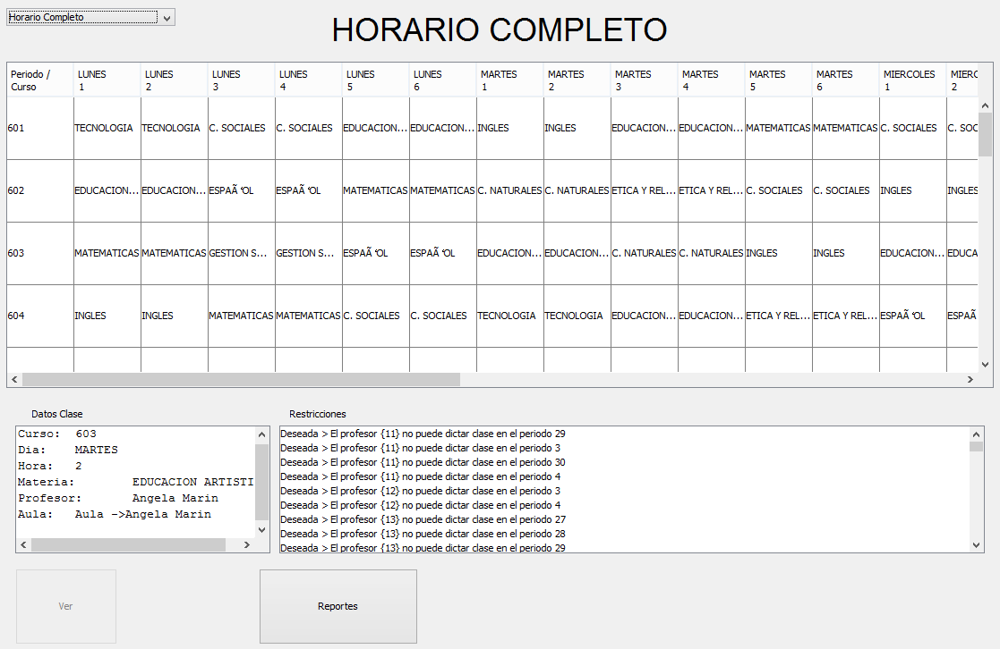 Horario Completo
HORARIO COMPLETO
Periodo / Curso LUNES 1 LUNES 2 LUNES 3 LUNES 4 LUNES 5 LUNES 6 MARTES 1 MARTES 2 MARTES 3 MARTES 4 MARTES 5 MARTES 6 MIERCOLES 1 MIERC 2
601 TECNOLOGIA TECNOLOGIA C. SOCIALES C. SOCIALES EDUCACION... EDUCACION... INGLES INGLES EDUCACION... EDUCACION... MATEMATICAS MATEMATICAS C. SOCIALES C. SOC
602 EDUCACION... EDUCACION... ESPAÃ‘OL ESPAÃ‘OL MATEMATICAS MATEMATICAS C. NATURALES C. NATURALES ETICA Y REL... ETICA Y REL... C. SOCIALES C. SOCIALES INGLES INGLES
603 MATEMATICAS MATEMATICAS GESTION S... GESTION S... ESPAÃ‘OL ESPAÃ‘OL EDUCACION... EDUCACION... C. NATURALES C. NATURALES INGLES INGLES EDUCACION... EDUCA
604 INGLES INGLES MATEMATICAS MATEMATICAS C. SOCIALES C. SOCIALES TECNOLOGIA TECNOLOGIA EDUCACION... EDUCACION... ETICA Y REL... ETICA Y REL... ESPAÃ‘OL ESPAÃ
Datos Clase
Curso: 603
Dia: MARTES
Hora: 2
Materia: EDUCACION ARTISTI
Profesor: Angela Marin
Aula: Aula ->Angela Marin
Restricciones
Deseada > El profesor {11} no puede dictar clase en el periodo 29
Deseada > El profesor {11} no puede dictar clase en el periodo 3
Deseada > El profesor {11} no puede dictar clase en el periodo 30
Deseada > El profesor {11} no puede dictar clase en el periodo 4
Deseada > El profesor {12} no puede dictar clase en el periodo 3
Deseada > El profesor {12} no puede dictar clase en el periodo 4
Deseada > El profesor {13} no puede dictar clase en el periodo 27
Deseada > El profesor {13} no puede dictar clase en el periodo 28
Deseada > El profesor {13} no puede dictar clase en el periodo 29
Ver
Reportes